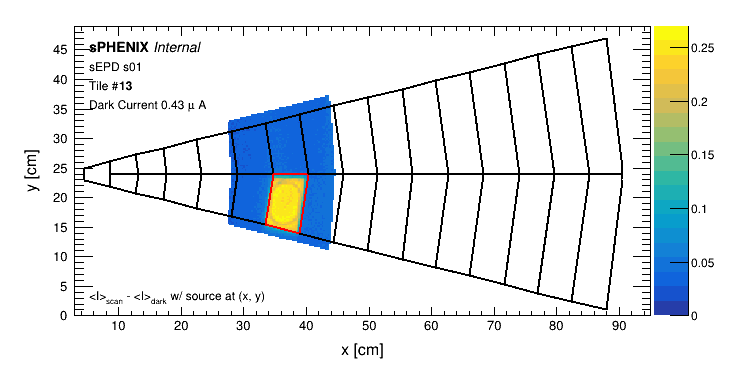 sPHENIX Internal
sEPD s01
Tile #13
Dark Current 0.43 μ A
<I>scan - <I>dark w/ source at (x, y)
y [cm]
45
40
35
30
25
20
15
10
5
0
10 20 30 40 50 60 70 80 90
x [cm]
0.25
0.2
0.15
0.1
0.05
0